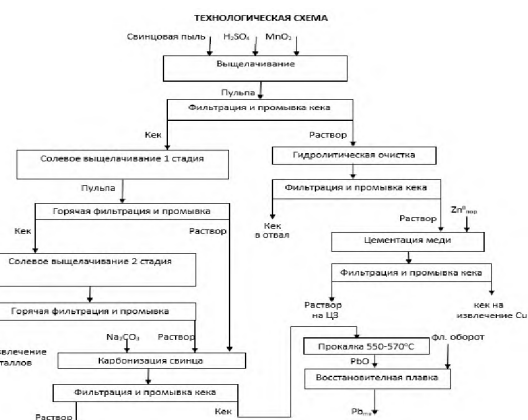 ТЕХНОЛОГИЧЕСКАЯ СХЕМА
Свинцовая пыль H₂SO₄ MnO₂
Выщелачивание
Пульпа
Фильтрация и промывка кека
Кек Раствор
Солевое выщелачивание 1 стадия
Гидролитическая очистка
Пульпа
Фильтрация и промывка кека
Горячая фильтрация и промывка
Кек Раствор
Кек
в отвал
Раствор
Цементация меди
Солевое выщелачивание 2 стадия
Фильтрация и промывка кека
Горячая фильтрация и промывка
Раствор
на ЦЗ
кек на
извлечение Cu
Na₂CO₃ Раствор
Фл. оборот
Прокалка 550-570°C
Карбонизация свинца
PbO
Восстановительная плавка
Фильтрация и промывка кека
Раствор Кек